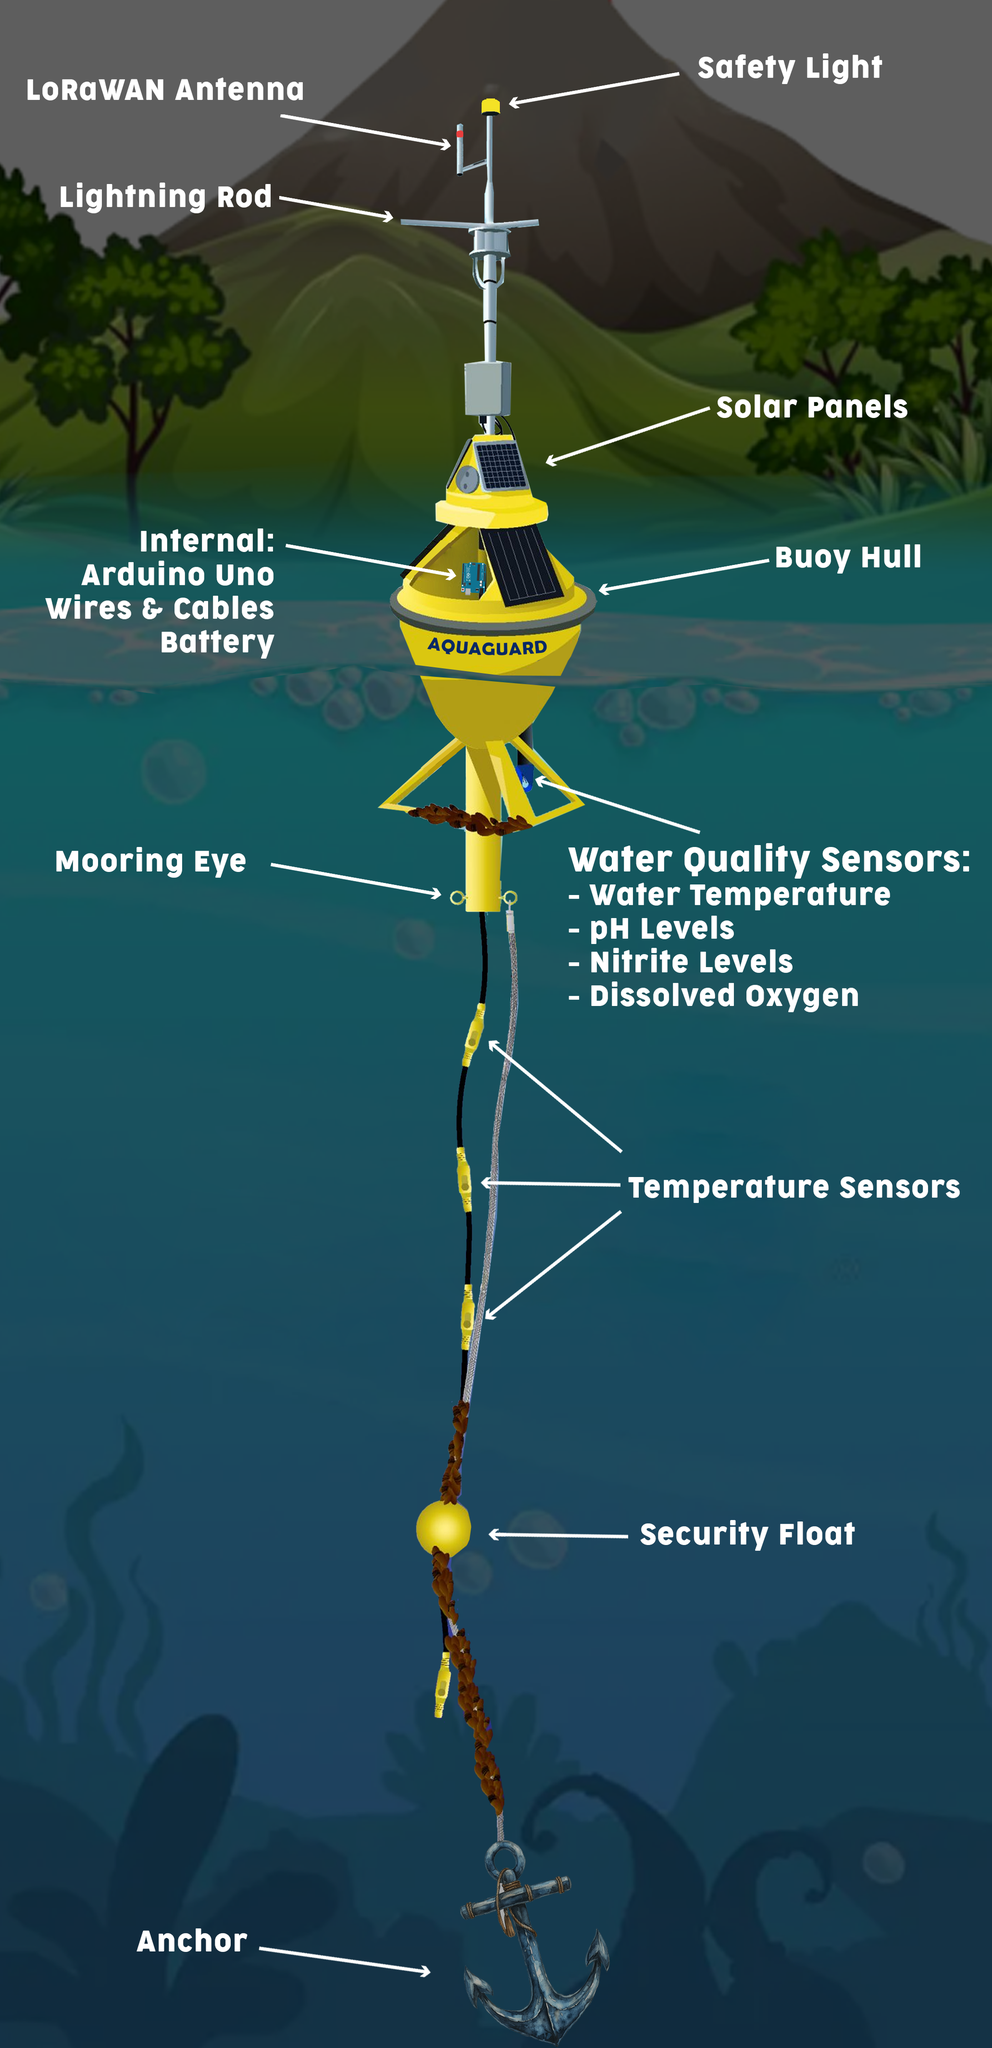 Safety Light
LoRaWAN Antenna
Lightning Rod
Solar Panels
Internal:
Arduino Uno
Wires & Cables
Battery
Buoy Hull
AQUAGUARD
Mooring Eye
Water Quality Sensors:
- Water Temperature
- pH Levels
- Nitrite Levels
- Dissolved Oxygen
Temperature Sensors
Security Float
Anchor